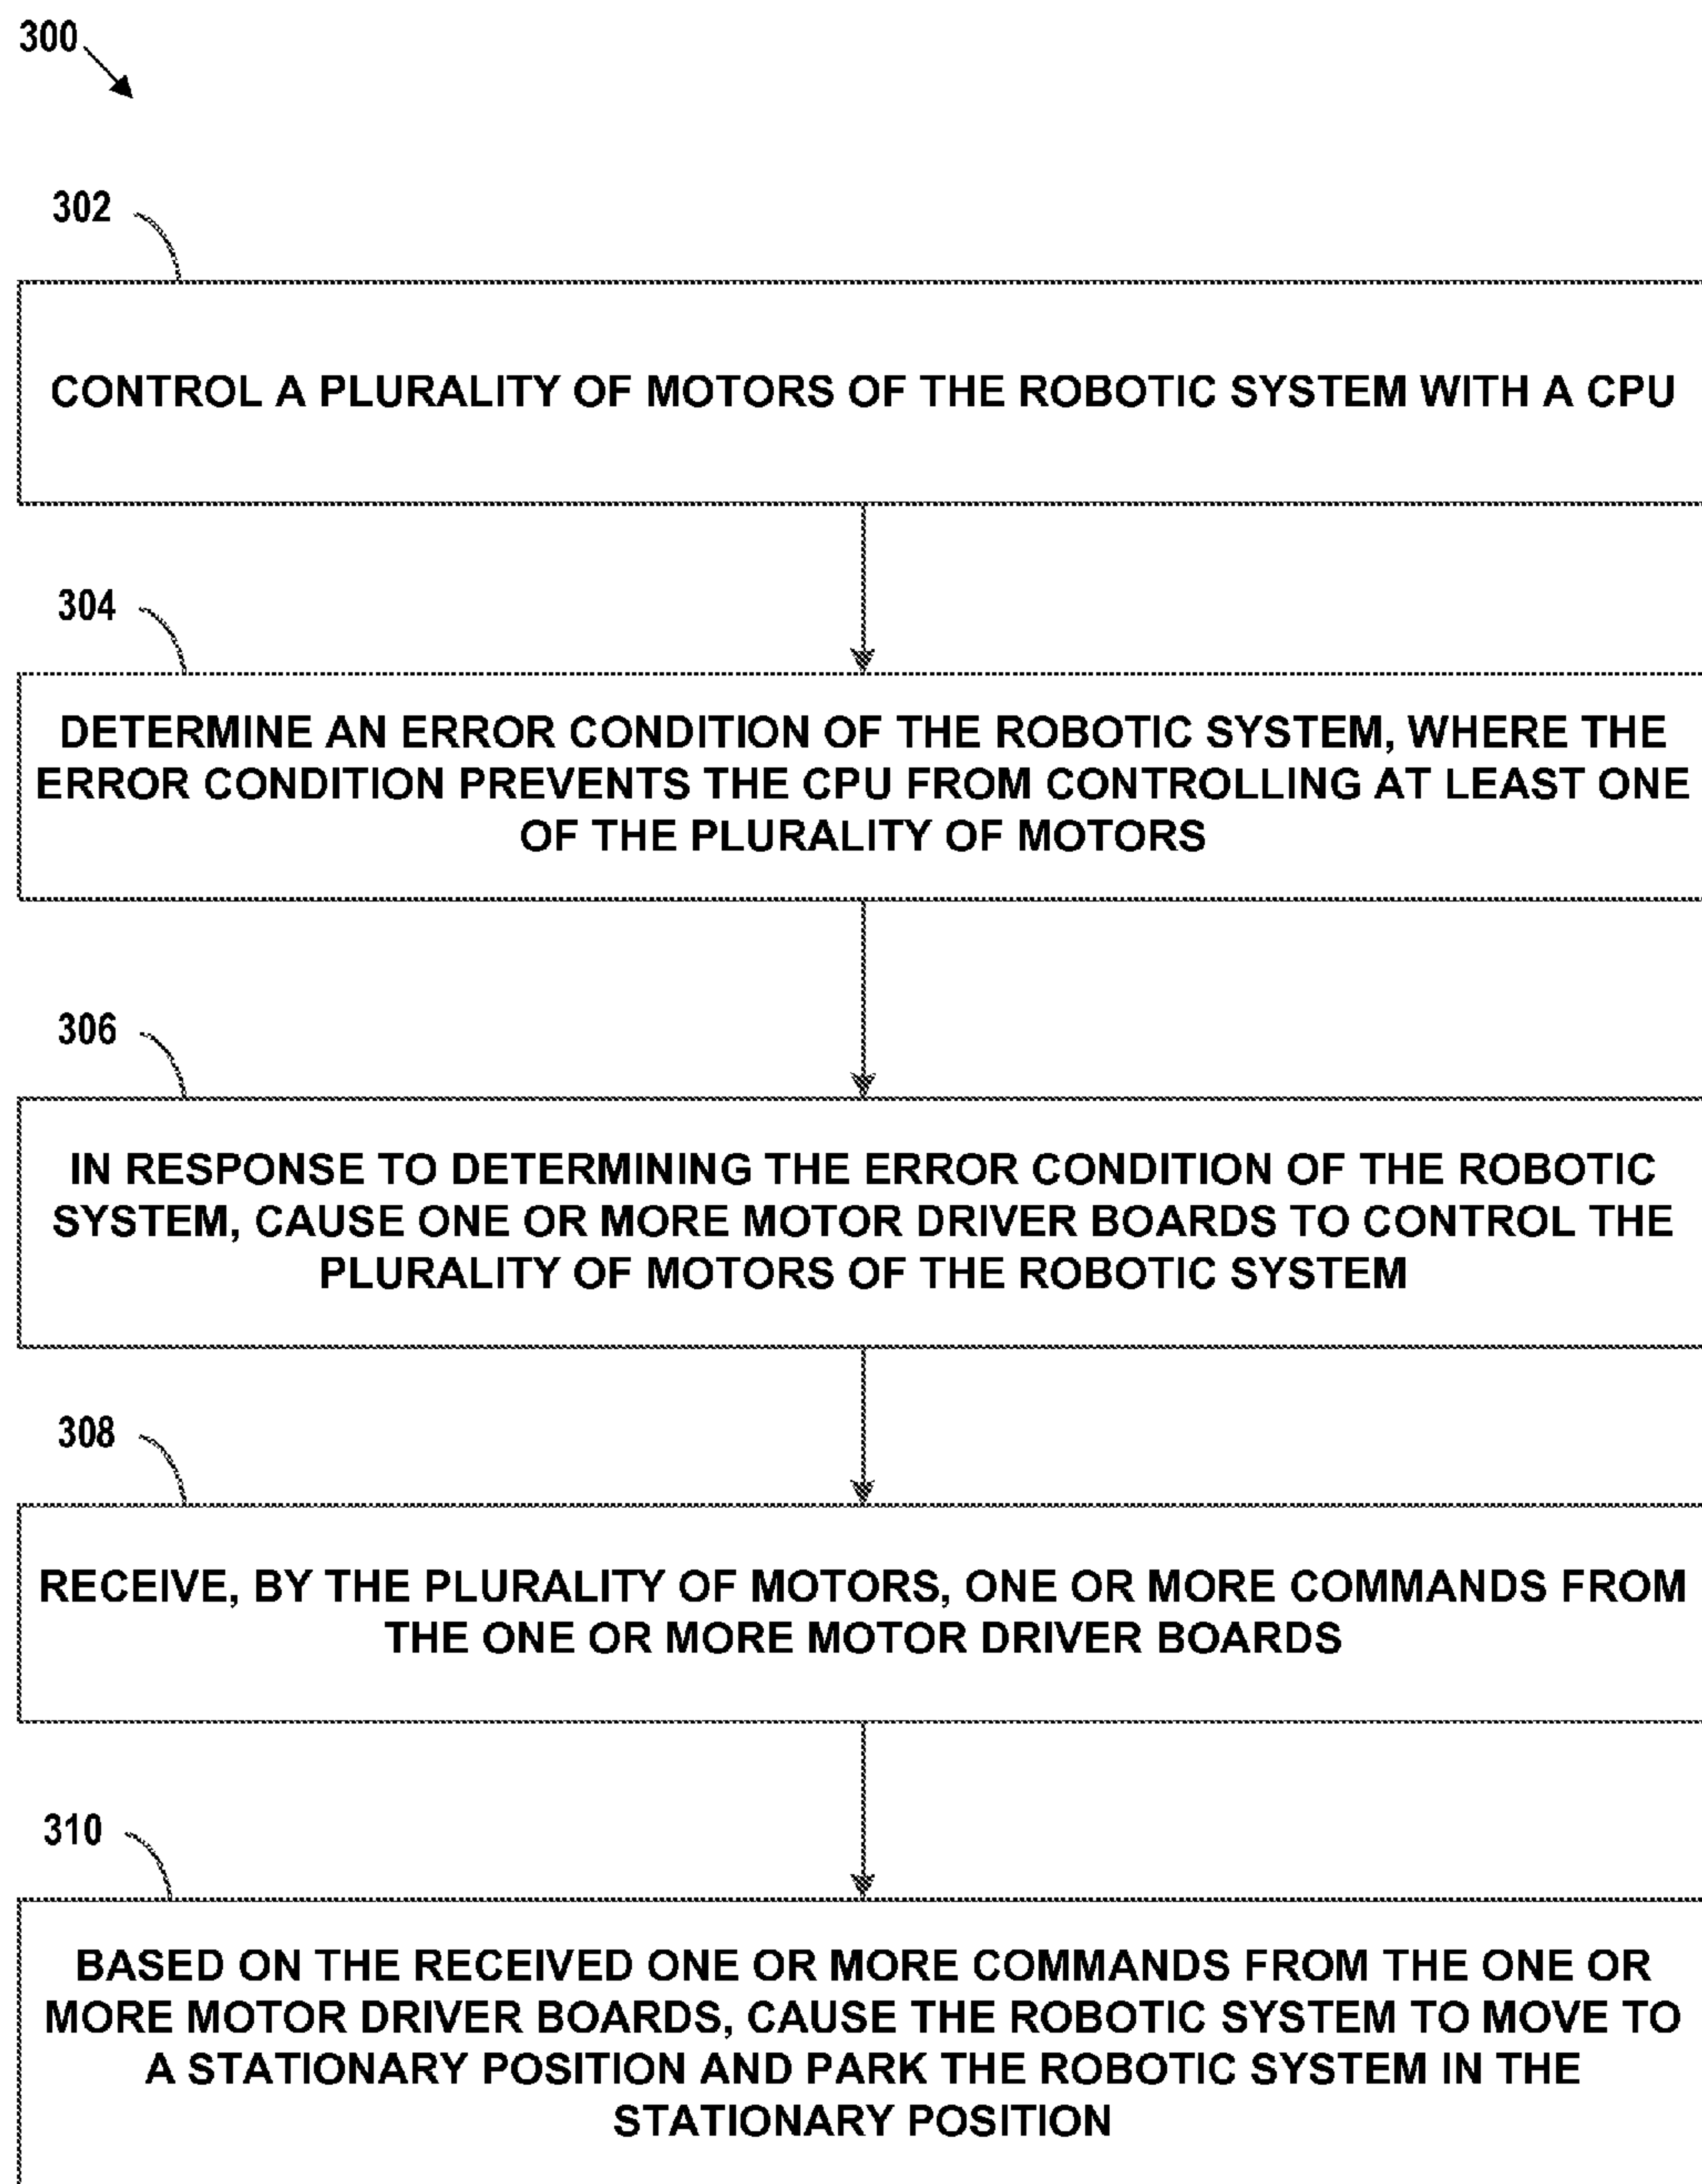 300
302
CONTROL A PLURALITY OF MOTORS OF THE ROBOTIC SYSTEM WITH A CPU
304
DETERMINE AN ERROR CONDITION OF THE ROBOTIC SYSTEM, WHERE THE
ERROR CONDITION PREVENTS THE CPU FROM CONTROLLING AT LEAST ONE
OF THE PLURALITY OF MOTORS
306
IN RESPONSE TO DETERMINING THE ERROR CONDITION OF THE ROBOTIC
SYSTEM, CAUSE ONE OR MORE MOTOR DRIVER BOARDS TO CONTROL THE
PLURALITY OF MOTORS OF THE ROBOTIC SYSTEM
308
RECEIVE, BY THE PLURALITY OF MOTORS, ONE OR MORE COMMANDS FROM
THE ONE OR MORE MOTOR DRIVER BOARDS
310
BASED ON THE RECEIVED ONE OR MORE COMMANDS FROM THE ONE OR
MORE MOTOR DRIVER BOARDS, CAUSE THE ROBOTIC SYSTEM TO MOVE TO
A STATIONARY POSITION AND PARK THE ROBOTIC SYSTEM IN THE
STATIONARY POSITION